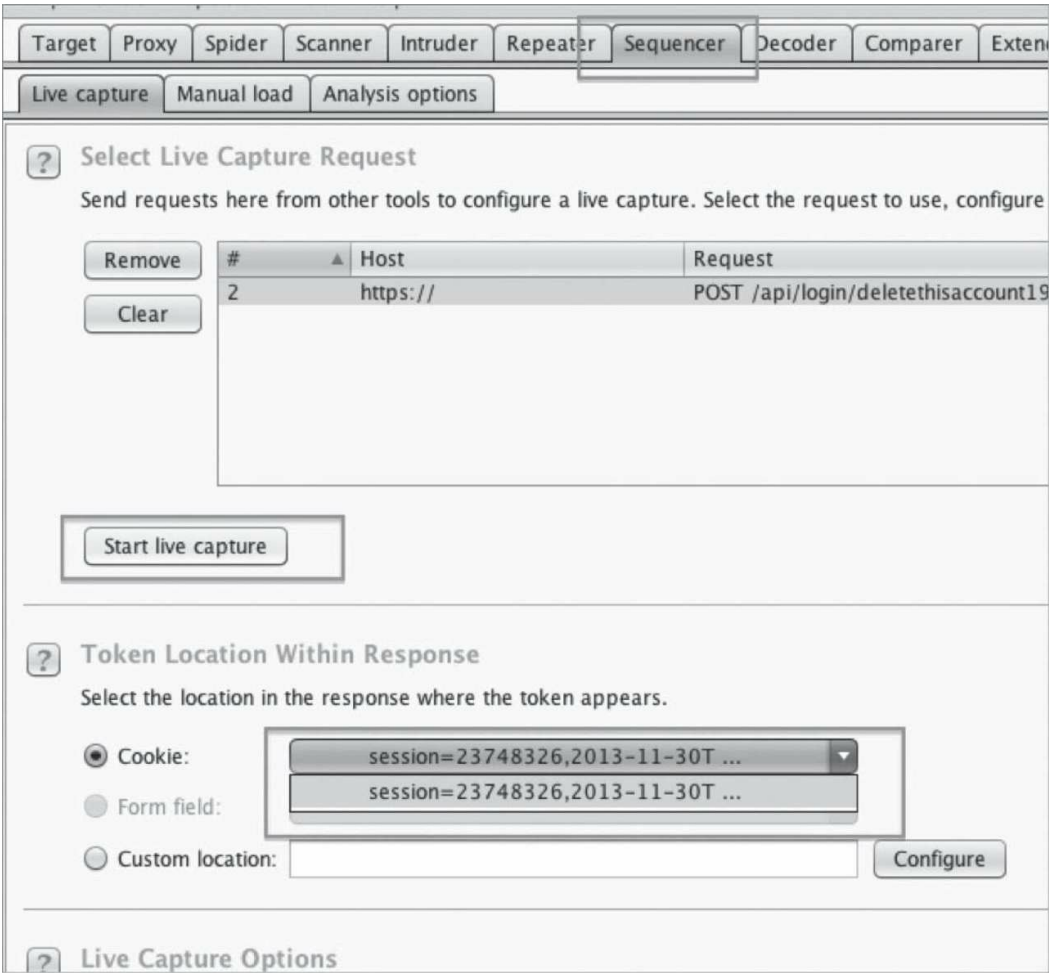 Target Proxy Spider Scanner Intruder Repeater Sequencer Decoder Comparer Exten
Live capture Manual load Analysis options
? Select Live Capture Request
Send requests here from other tools to configure a live capture. Select the request to use, configure
Remove # Host Request
2 https:// POST /api/login/deletethisaccount19
Clear
Start live capture
? Token Location Within Response
Select the location in the response where the token appears.
Cookie: session=23748326,2013-11-30T ...
session=23748326,2013-11-30T ...
Form field:
Custom location: Configure
? Live Capture Options